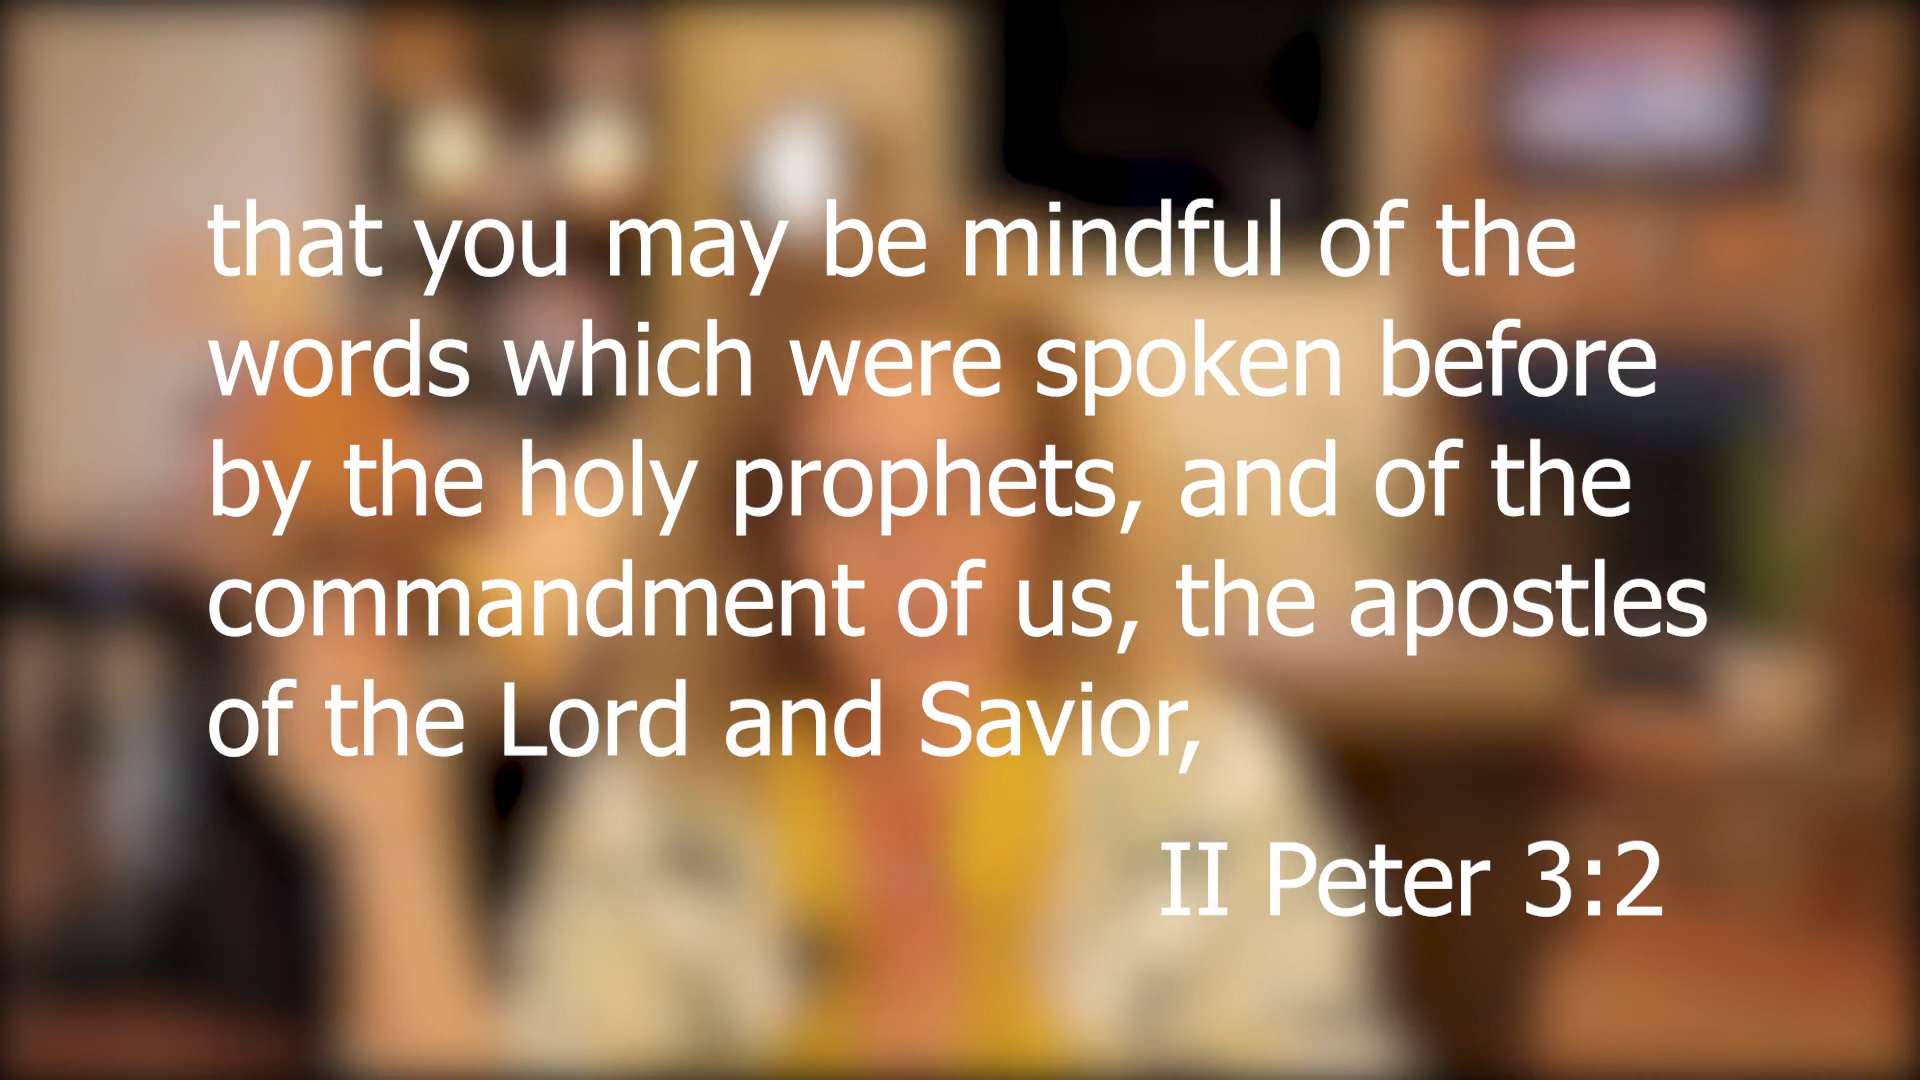 that you may be mindful of the
words which were spoken before
by the holy prophets, and of the
commandment of us, the apostles
of the Lord and Savior,
II Peter 3:2